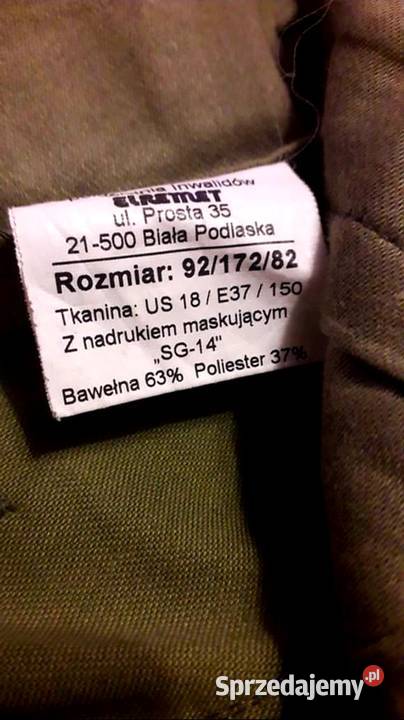 Inwalidów
ELREMET
ul. Prosta 35
21-500 Biała Podlaska
Rozmiar: 92/172/82
Tkanina: US 18 / E37 / 150
Z nadrukiem maskującym
„SG-14"
Bawełna 63% Poliester 37%
Sprzedajemy.pl